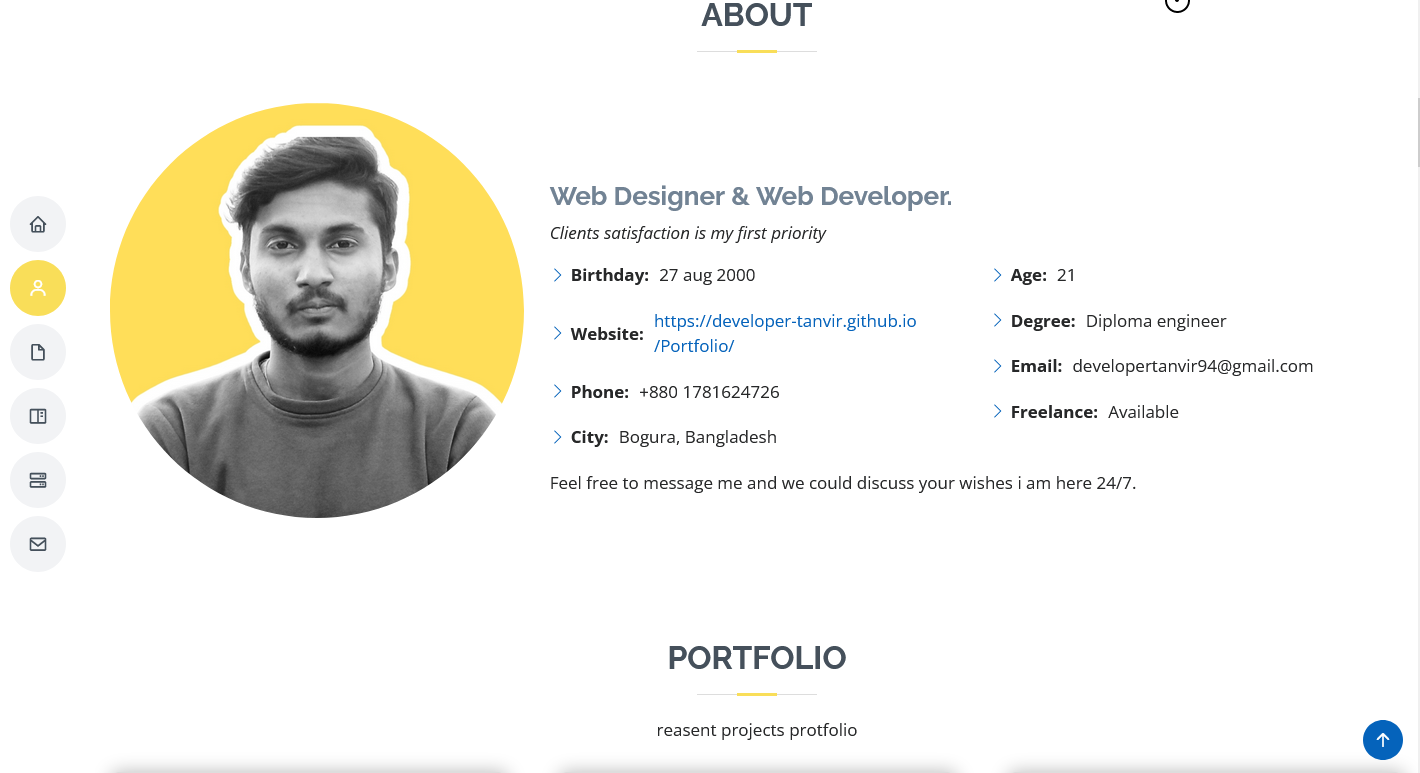 ABOUT
Web Designer & Web Developer.
Clients satisfaction is my first priority
Birthday: 27 aug 2000
Website: https://developer-tanvir.github.io
/Portfolio/
Phone: +880 1781624726
City: Bogura, Bangladesh
Age: 21
Degree: Diploma engineer
Email: developertanvir94@gmail.com
Freelance: Available
Feel free to message me and we could discuss your wishes i am here 24/7.
PORTFOLIO
reasent projects protfolio